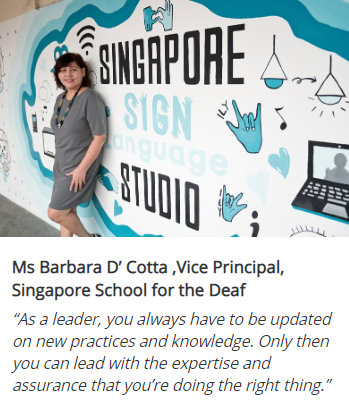 SINGAPORE
SIGN
Language
STUDIO
Ms Barbara D’ Cotta ,Vice Principal,
Singapore School for the Deaf
“As a leader, you always have to be updated
on new practices and knowledge. Only then
you can lead with the expertise and
assurance that you’re doing the right thing.”